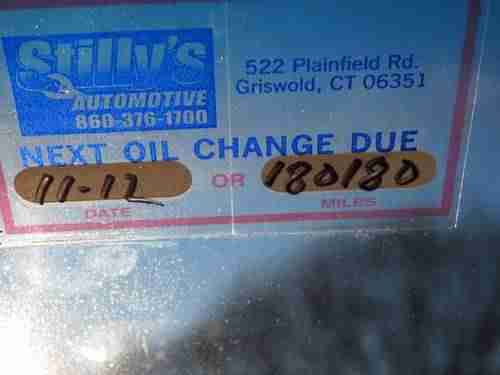 Stilly's
AUTOMOTIVE
860-376-1700
522 Plainfield Rd.
Griswold, CT 06351
NEXT OIL CHANGE DUE
11-12 OR 180180
DATE MILES